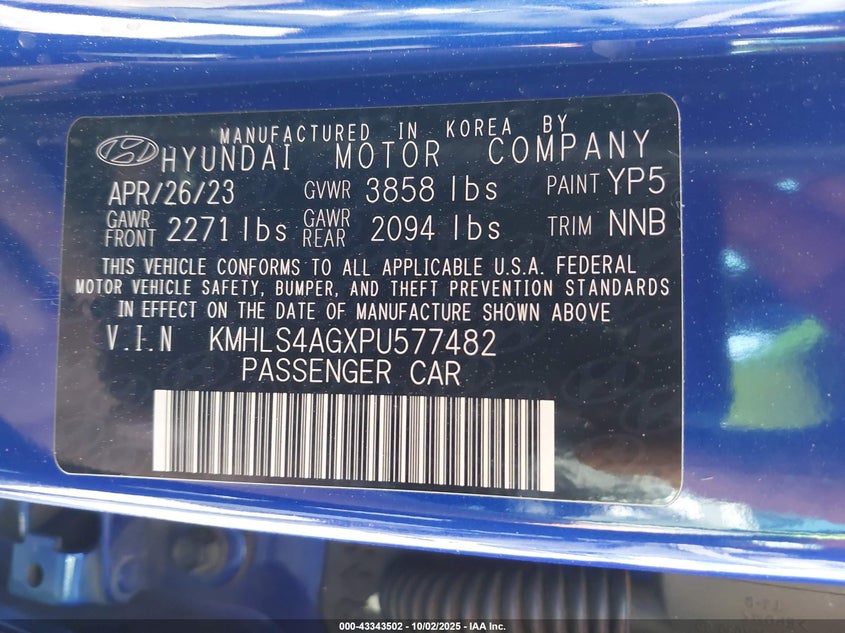 MANUFACTURED IN KOREA BY
HYUNDAI MOTOR COMPANY
APR/26/23 GVWR 3858 lbs PAINT YP5
GAWR FRONT 2271 lbs GAWR REAR 2094 lbs TRIM NNB
THIS VEHICLE CONFORMS TO ALL APPLICABLE U.S.A. FEDERAL
MOTOR VEHICLE SAFETY, BUMPER, AND THEFT PREVENTION STANDARDS
IN EFFECT ON THE DATE OF MANUFACTURE SHOWN ABOVE
V.I.N KMHLS4AGXPU577482
PASSENGER CAR
000-43343502 - 10/02/2025 - IAA Inc.